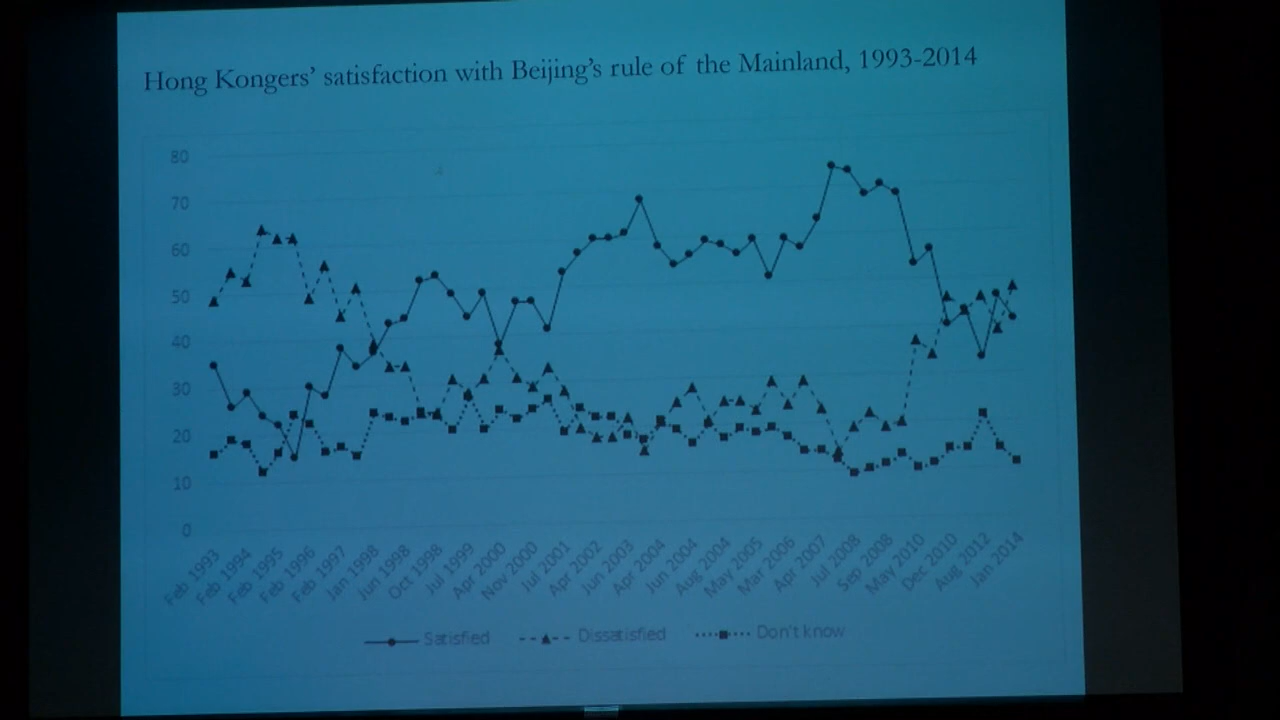 Hong Kongers’ satisfaction with Beijing’s rule of the Mainland, 1993-2014
80
70
60
50
40
30
20
10
0
Feb 1993
Feb 1994
Feb 1995
Feb 1996
Feb 1997
Jan 1998
Jun 1998
Oct 1998
Jul 1999
Apr 2000
Nov 2000
Jul 2001
Apr 2002
Jun 2003
Apr 2004
Jun 2004
Aug 2004
May 2005
Mar 2006
Apr 2007
Jul 2008
Sep 2008
May 2010
Dec 2010
Aug 2012
Jan 2014
Satisfied
Dissatisfied
Don't know